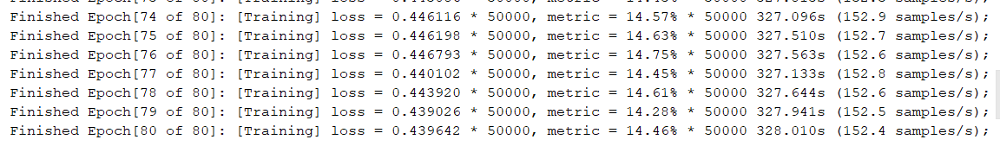 Finished Epoch[74 of 80]: [Training] loss = 0.446116 * 50000, metric = 14.57% * 50000 327.096s (152.9 samples/s);
Finished Epoch[75 of 80]: [Training] loss = 0.446198 * 50000, metric = 14.63% * 50000 327.510s (152.7 samples/s);
Finished Epoch[76 of 80]: [Training] loss = 0.446793 * 50000, metric = 14.75% * 50000 327.563s (152.6 samples/s);
Finished Epoch[77 of 80]: [Training] loss = 0.440102 * 50000, metric = 14.45% * 50000 327.133s (152.8 samples/s);
Finished Epoch[78 of 80]: [Training] loss = 0.443920 * 50000, metric = 14.61% * 50000 327.644s (152.6 samples/s);
Finished Epoch[79 of 80]: [Training] loss = 0.439026 * 50000, metric = 14.28% * 50000 327.941s (152.5 samples/s);
Finished Epoch[80 of 80]: [Training] loss = 0.439642 * 50000, metric = 14.46% * 50000 328.010s (152.4 samples/s);